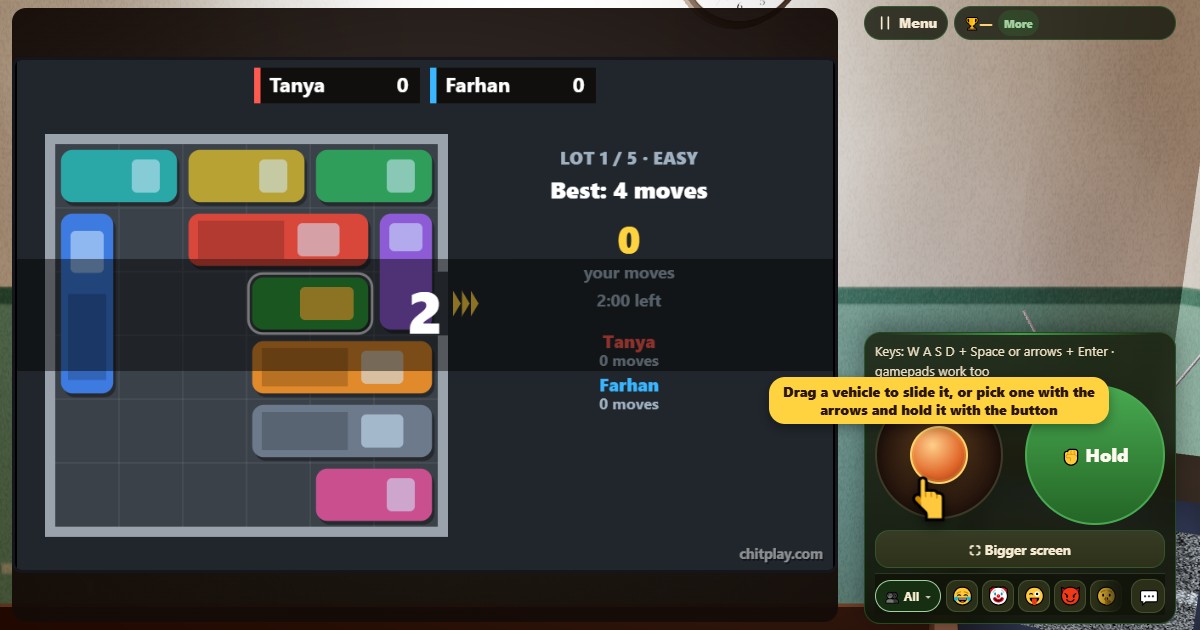 Menu
—
More
Tanya 0
Farhan 0
LOT 1 / 5 · EASY
Best: 4 moves
0
your moves
2:00 left
2
Tanya
0 moves
Farhan
0 moves
chitplay.com
Keys: W A S D + Space or arrows + Enter ·
gamepads work too
Drag a vehicle to slide it, or pick one with the
arrows and hold it with the button
Hold
Bigger screen
All